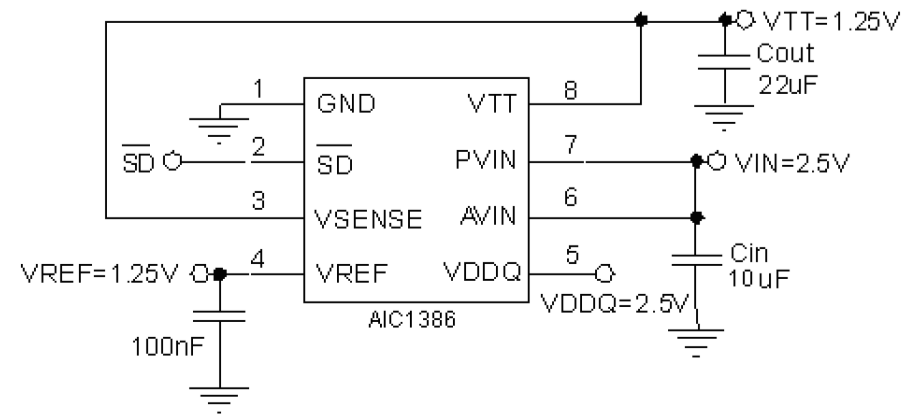 VTT=1.25V
Cout
22uF
1
GND
VTT
8
SD
2
SD
PVIN
7
VIN=2.5V
3
VSENSE
AVIN
6
VREF=1.25V
4
VREF
VDDQ
5
Cin
10uF
VDDQ=2.5V
AIC1386
100nF